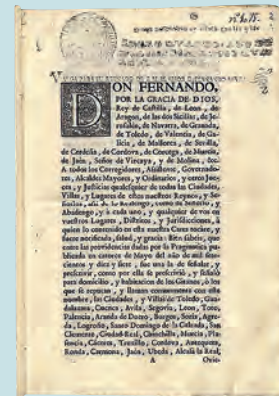 DON FERNANDO,
POR LA GRACIA DE DIOS,
Rey de Castilla, de Leon, de
Aragon, de las dos Sicilias, de Je-
rusalèn, de Navarra, de Granada,
de Toledo, de Valencia, de Ga-
licia, de Mallorca, de Sevilla,
de Cerdeña, de Cordova, de Corcega, de Murcia,
de Jaèn, Señor de Vizcaya, y de Molina, &c.
A todos los Corregidores, Assistente, Governado-
res, Alcaldes Mayores, y Ordinarios, y otros Jue-
ces, y Justicias qualesquier de todas las Ciudades,
Villas, y Lugares de estos nuestros Reynos, y Se-
ñorios, assi de lo Realengo, como de Señorìo, y
Abadengo, y à cada uno, y qualquier de vos en
vuestros Lugares, Distritos, y Jurisdicciones, à
quien lo contenido en esta nuestra Carta tocare, y
fuere notificada, salud, y gracia: Bien sabeis, que
entre las providencias dadas por la Pragmatica pu-
blicada en catorce de Mayo del año de mil sete-
cientos y diez y siete, fue una la de señalar, y
prescrivir, como por ella se prescriviò, y señalò
para domicilio, y habitacion de los Gitanos, ò los
que se reputan, y llaman comunmente con este
nombre, las Ciudades, y Villas de Toledo, Gua-
dalaxara, Cuenca, Avila, Segovia, Leon, Toro,
Palencia, Aranda de Duero, Burgos, Soria, Agre-
da, Logroño, Santo Domingo de la Calzada, San
Clemente, Ciudad-Real, Chinchilla, Murcia, Pla-
sencia, Caceres, Truxillo, Cordova, Antequera,
Ronda, Carmona, Jaèn, Ubeda, Alcalà la Real,
A
Ovie-